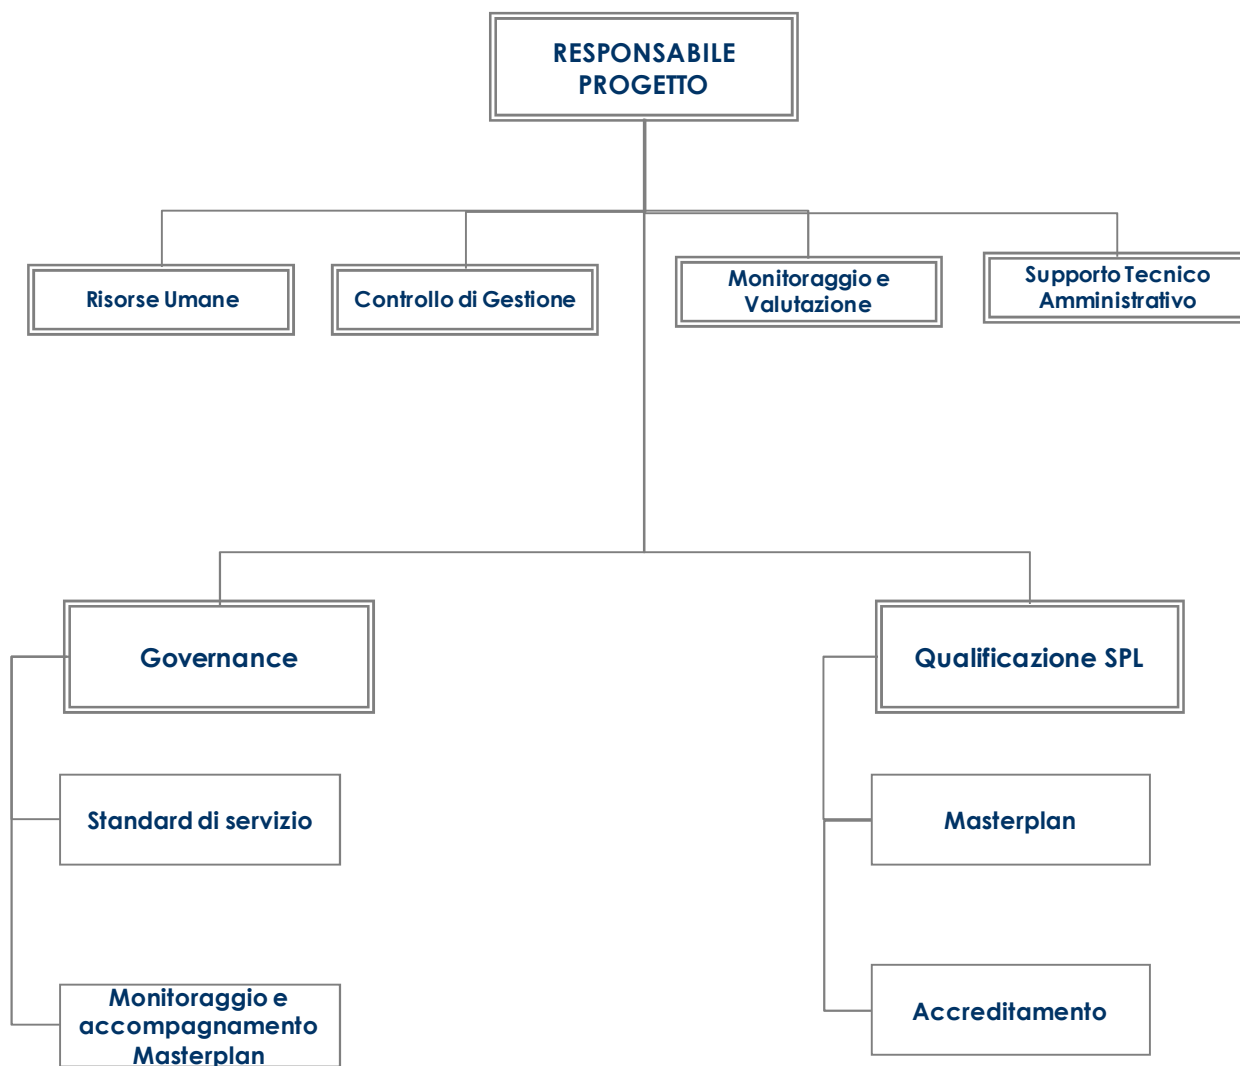 RESPONSABILE
PROGETTO
Risorse Umane
Controllo di Gestione
Monitoraggio e
Valutazione
Supporto Tecnico
Amministrativo
Governance
Qualificazione SPL
Standard di servizio
Masterplan
Monitoraggio e
accompagnamento
Masterplan
Accreditamento